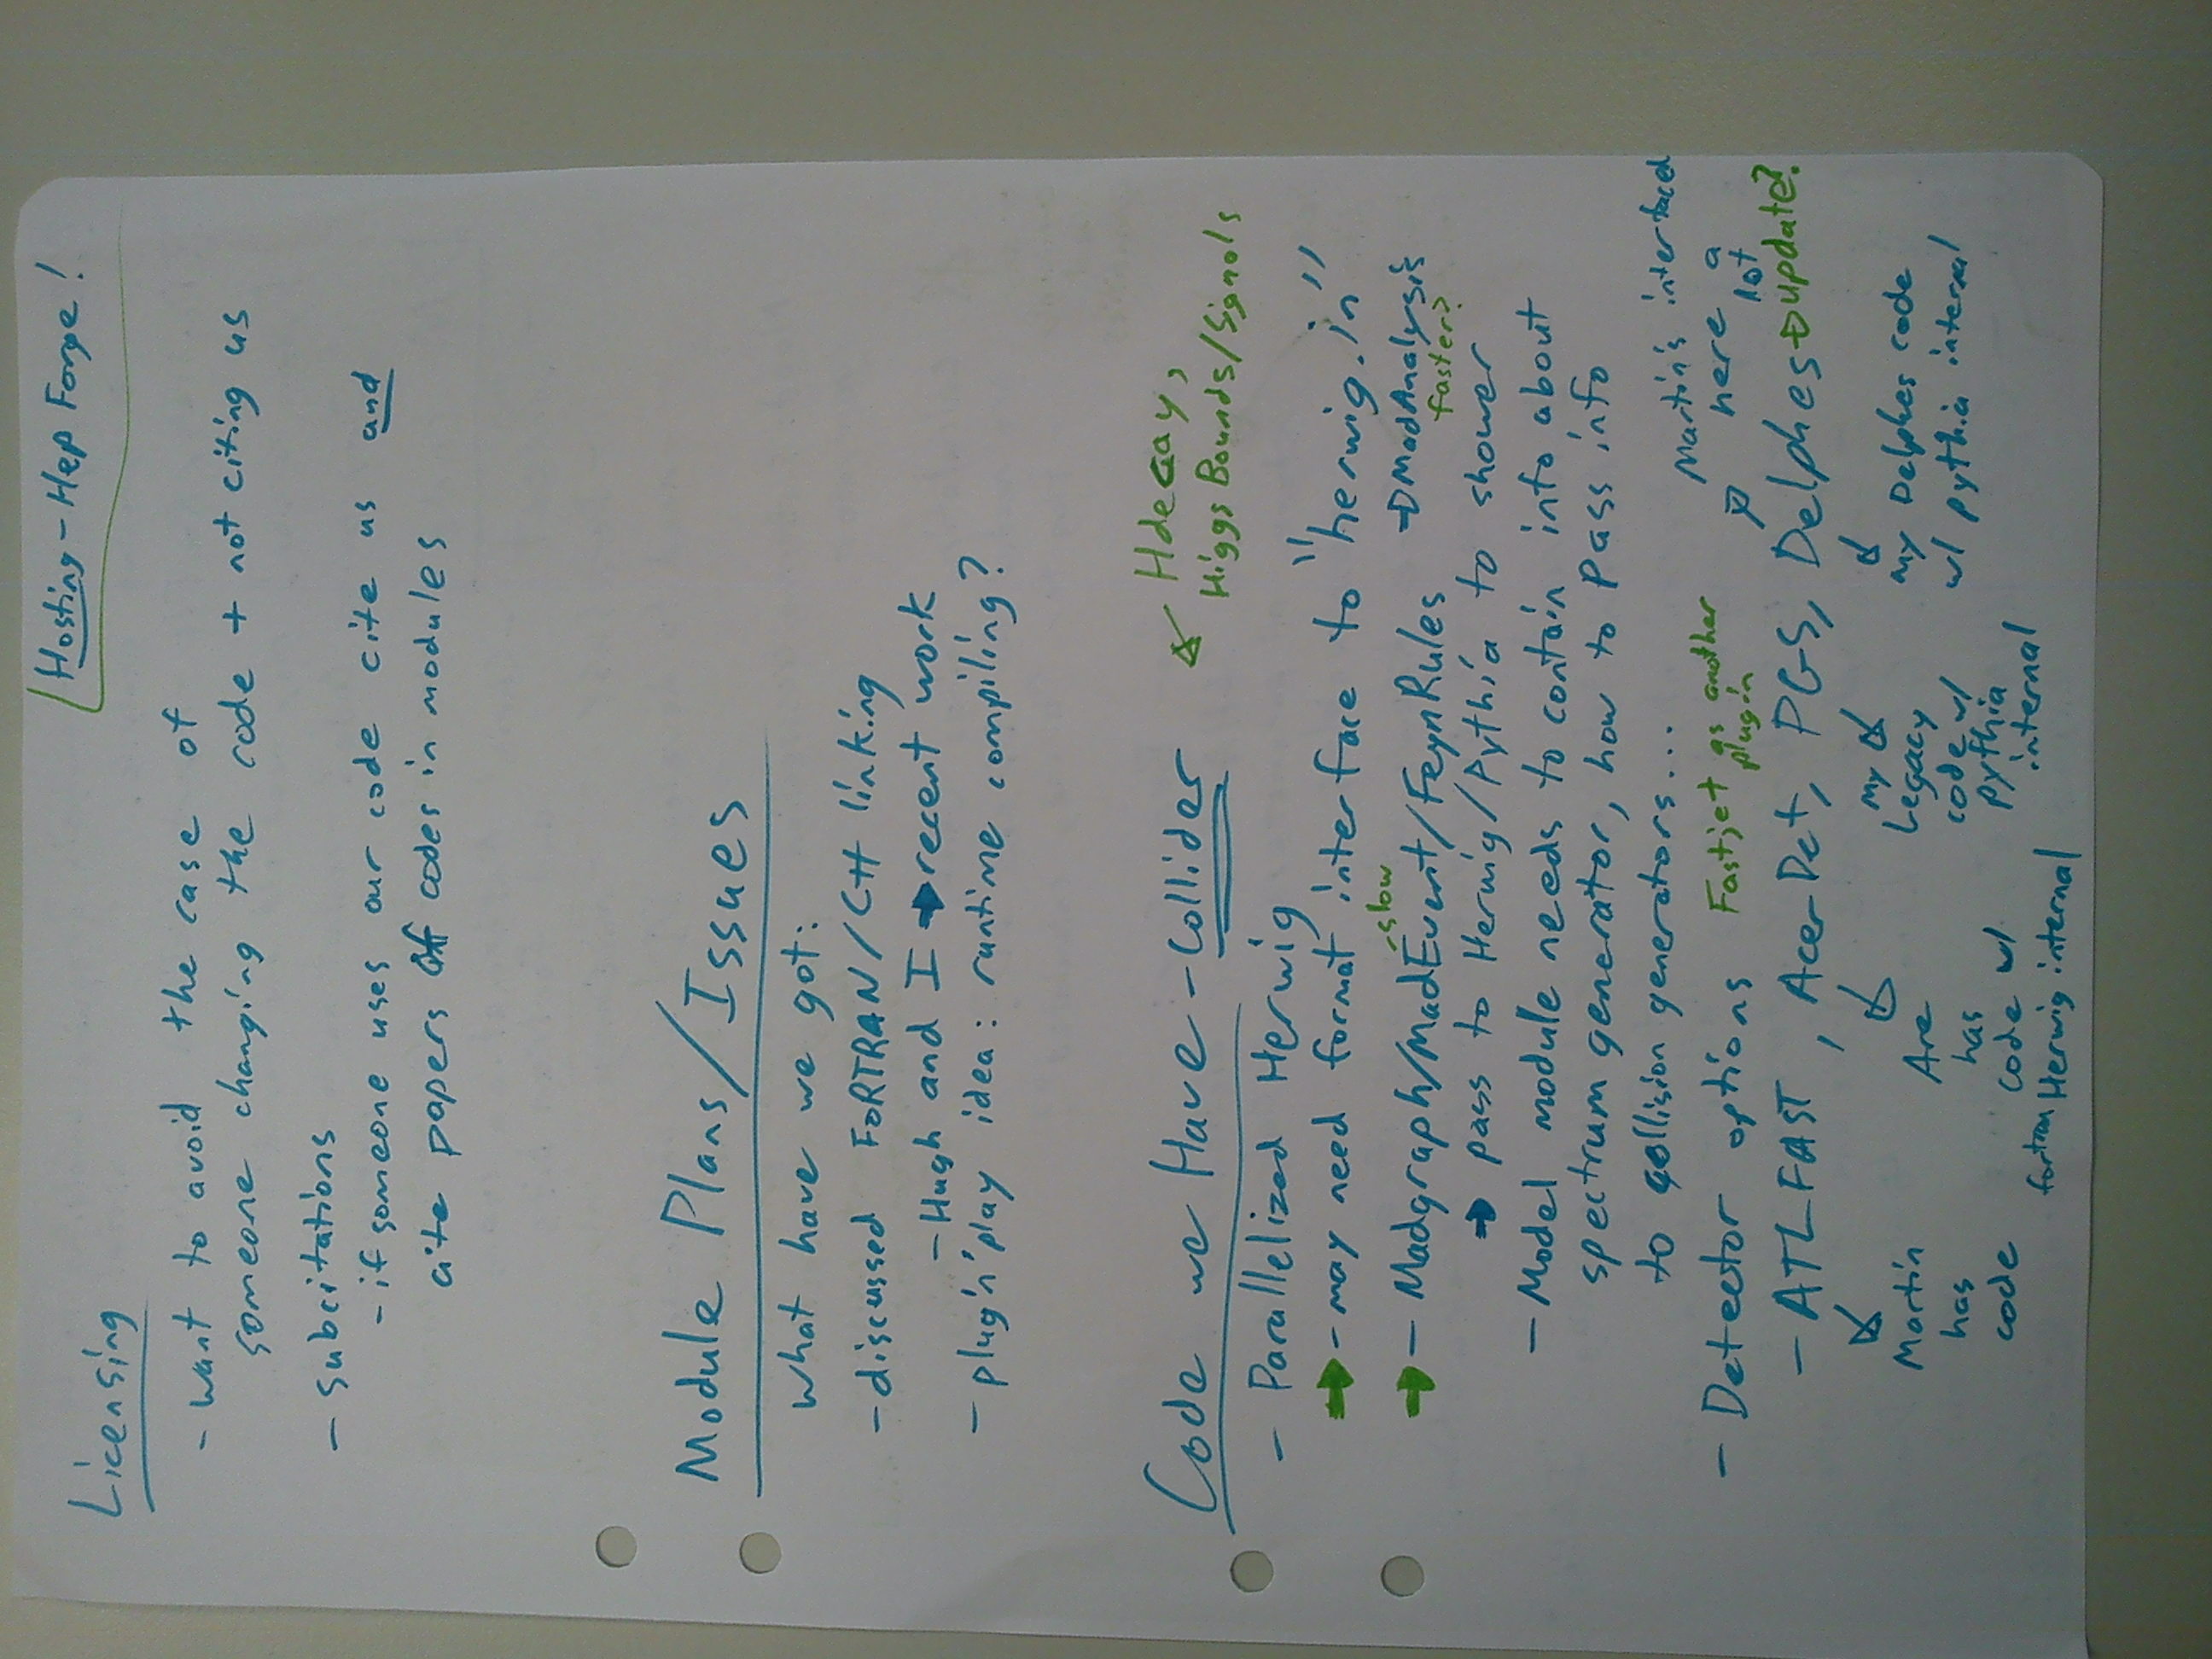 Hosting - Hep Forge!
Licensing
- want to avoid the case of
someone changing the code + not citing us
- subcitations
- if someone uses our code cite us and
cite papers of codes in modules
Module Plans/Issues
What have we got:
- discussed FORTRAN/C++ linking
- Hugh and I → recent work
- plug'n'play idea: runtime compiling?
Code we Have - Collider
Hdecay,
Higgs Bounds/Signals
- Parallelized Herwig
→ - may need format interface to "herwig.in"
- slow
→ - Madgraph/MadEvent/FeynRules → MadAnalysis
faster?
→ pass to Herwig/Pythia to shower
- Model module needs to contain info about
spectrum generator, how to pass info
to collision generators...
Martin's interfaced
here a
lot
- Detector options
Fastjet as another
plugin
- ATLFAST, AcerDet, PGS, Delphes → update?
Martin
has
code
Are
has
code w/
fortran Herwig internal
my
Legacy
code w/
pythia
internal
my Delphes code
w/ pythia internal